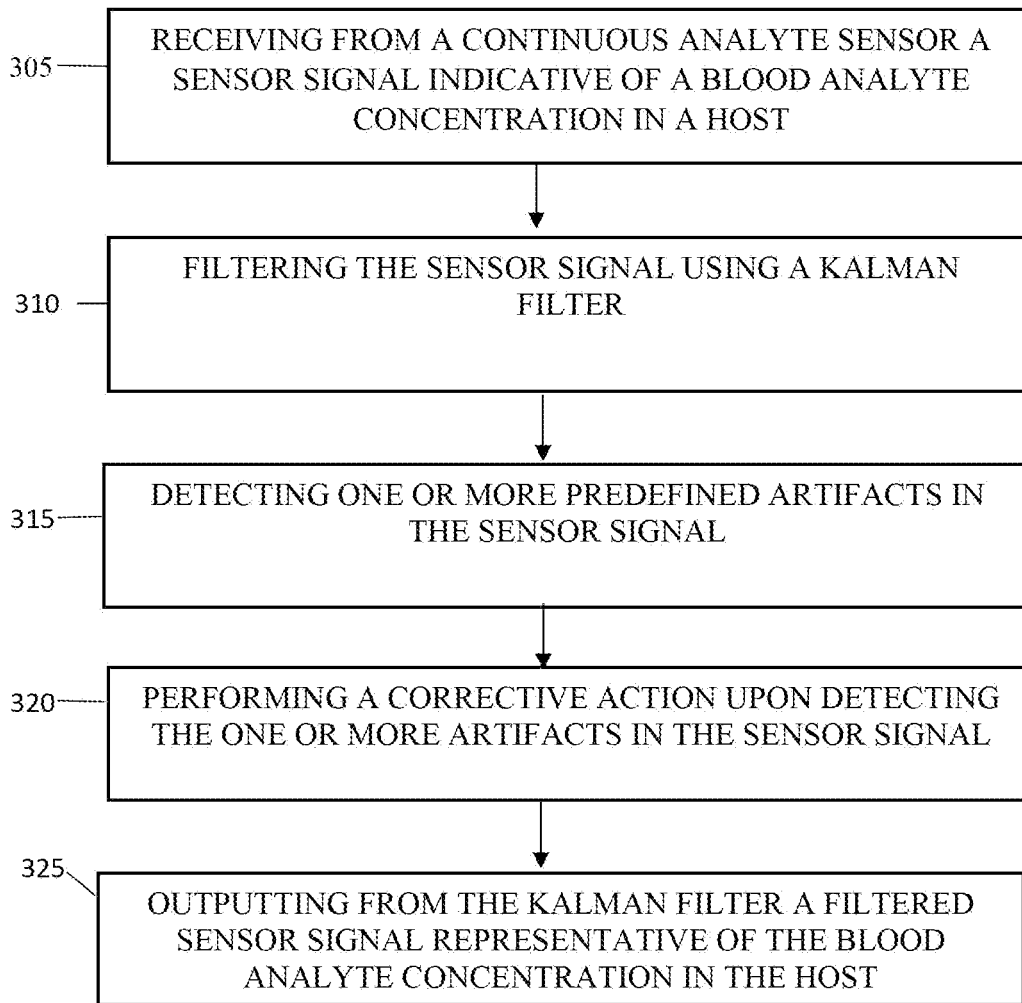 305
RECEIVING FROM A CONTINUOUS ANALYTE SENSOR A
SENSOR SIGNAL INDICATIVE OF A BLOOD ANALYTE
CONCENTRATION IN A HOST
310
FILTERING THE SENSOR SIGNAL USING A KALMAN
FILTER
315
DETECTING ONE OR MORE PREDEFINED ARTIFACTS IN
THE SENSOR SIGNAL
320
PERFORMING A CORRECTIVE ACTION UPON DETECTING
THE ONE OR MORE ARTIFACTS IN THE SENSOR SIGNAL
325
OUTPUTTING FROM THE KALMAN FILTER A FILTERED
SENSOR SIGNAL REPRESENTATIVE OF THE BLOOD
ANALYTE CONCENTRATION IN THE HOST